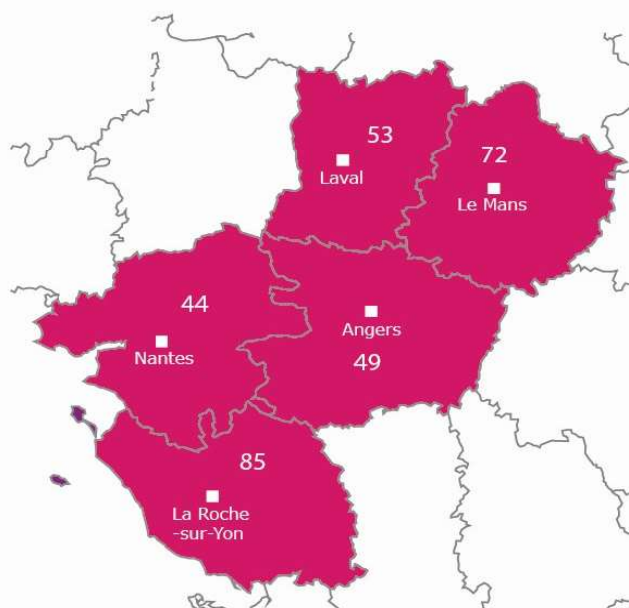 53
Laval
72
Le Mans
44
Nantes
Angers
49
85
La Roche
-sur-Yon